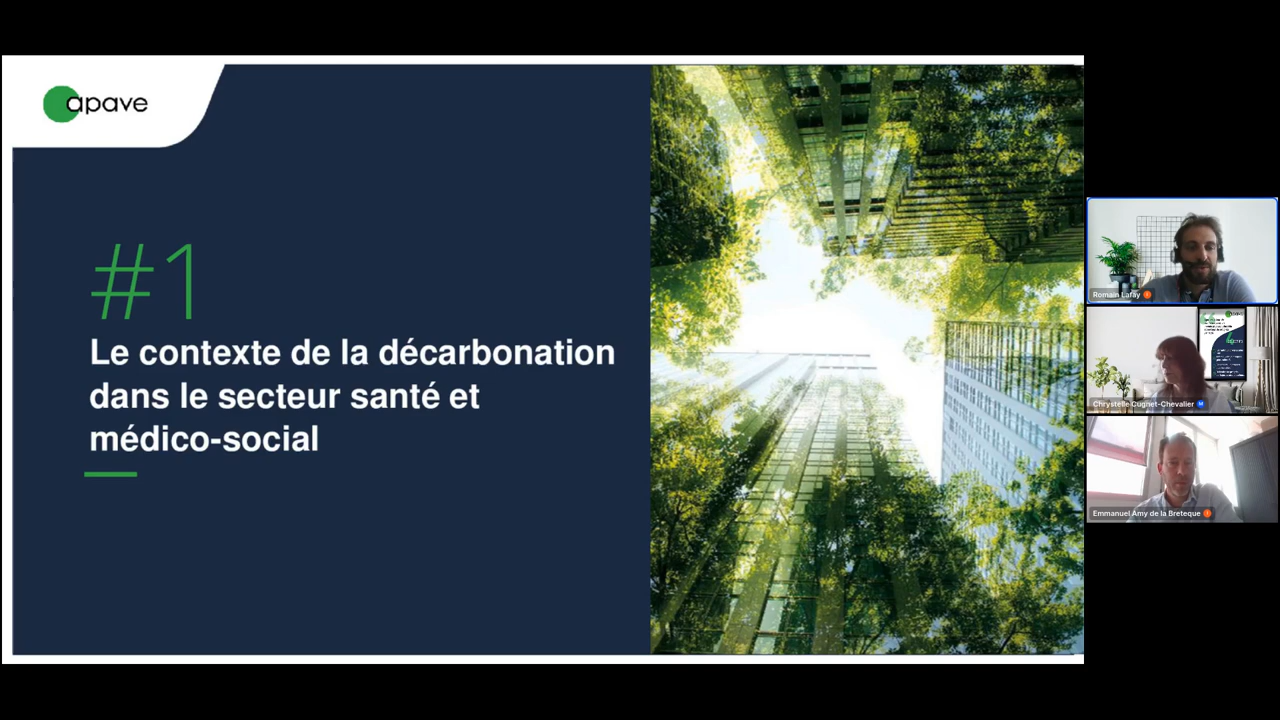 apave
#1
Le contexte de la décarbonation
dans le secteur santé et
médico-social
Romain Lafay
Chrystelle Cugnet-Chevalier
Emmanuel Amy de la Breteque